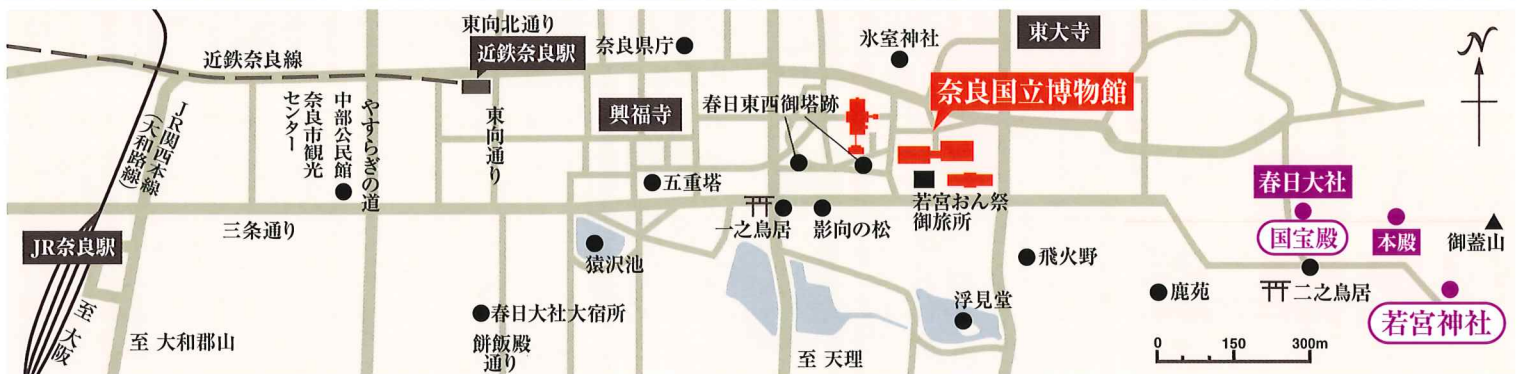 東向北通り
近鉄奈良線
近鉄奈良駅
奈良県庁
氷室神社
東大寺
N
奈良国立博物館
春日東西御塔跡
興福寺
JR関西本線
(大和路線)
奈良市観光
センター
中部公民館
やすらぎの道
東向通り
五重塔
春日大社
国宝殿
本殿
御蓋山
若宮おん祭
御旅所
一之鳥居
影向の松
三条通り
JR奈良駅
猿沢池
飛火野
鹿苑
二之鳥居
若宮神社
浮見堂
春日大社大宿所
餅飯殿
通り
至 大阪
至 大和郡山
至 天理
0 150 300m